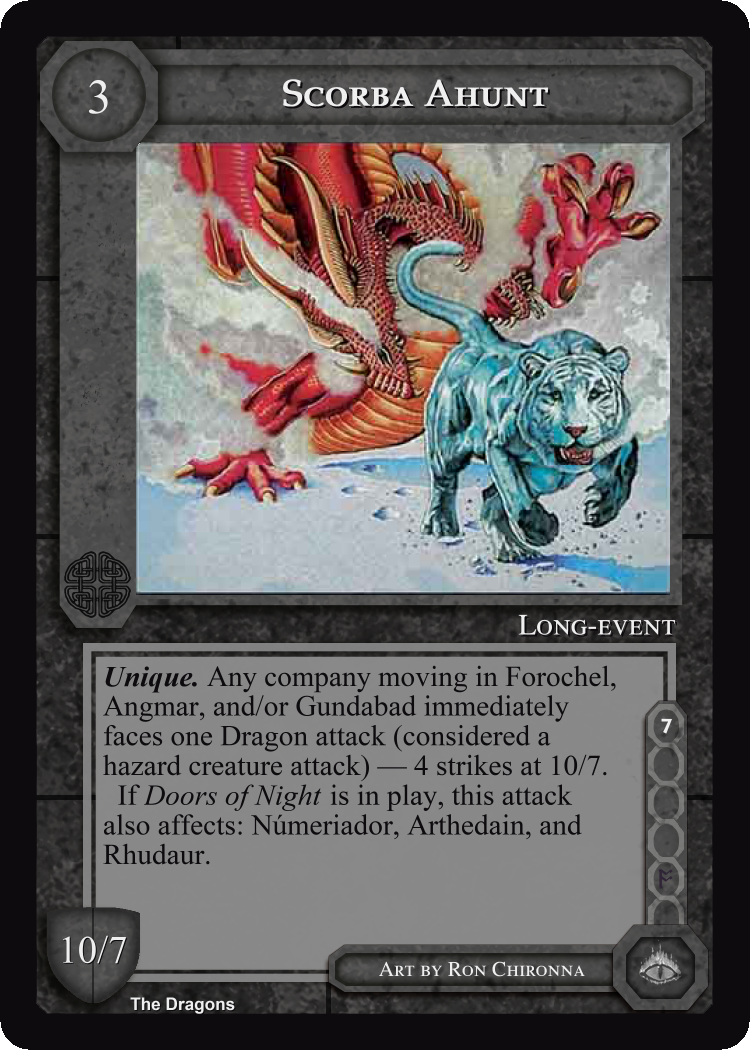 3
Scorba Ahunt
Long-event
Unique. Any company moving in Forochel,
Angmar, and/or Gundabad immediately
faces one Dragon attack (considered a
hazard creature attack) — 4 strikes at 10/7.
If Doors of Night is in play, this attack
also affects: Númeriador, Arthedain, and
Rhudaur.
7
10/7
Art by Ron Chironna
The Dragons